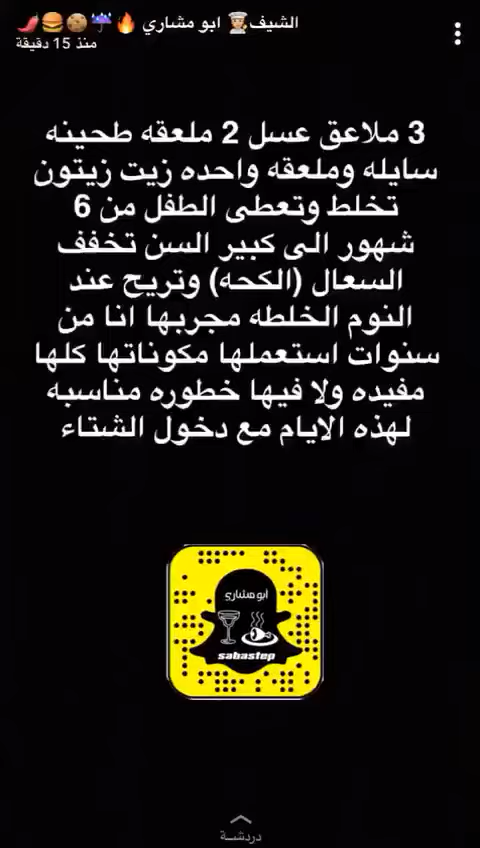 الشيف👨🏼‍🍳 ابو مشاري 🔥☔🍪🍔🌶️
منذ 15 دقيقة
3 ملاعق عسل 2 ملعقه طحينه
سايله وملعقه واحده زيت زيتون
تخلط وتعطى الطفل من 6
شهور الى كبير السن تخفف
السعال (الكحه) وتريح عند
النوم الخلطه مجربها انا من
سنوات استعملها مكوناتها كلها
مفيده ولا فيها خطوره مناسبه
لهذه الايام مع دخول الشتاء
ابو مشاري
sabastep
دردشة